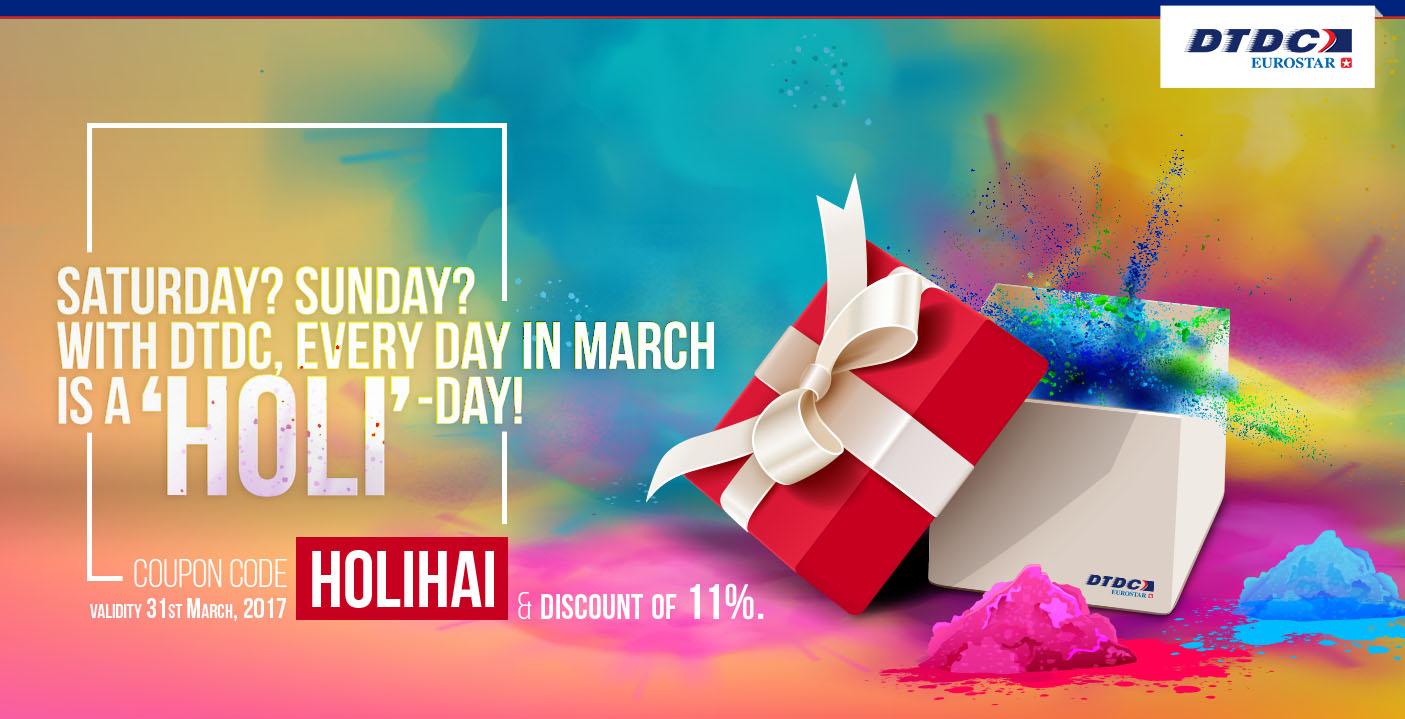 DTDC
EUROSTAR
SATURDAY? SUNDAY?
WITH DTDC, EVERY DAY IN MARCH
IS A ‘HOLI’-DAY!
COUPON CODE HOLIHAI
VALIDITY 31ST MARCH, 2017
& DISCOUNT OF 11%.
DTDC
EUROSTAR